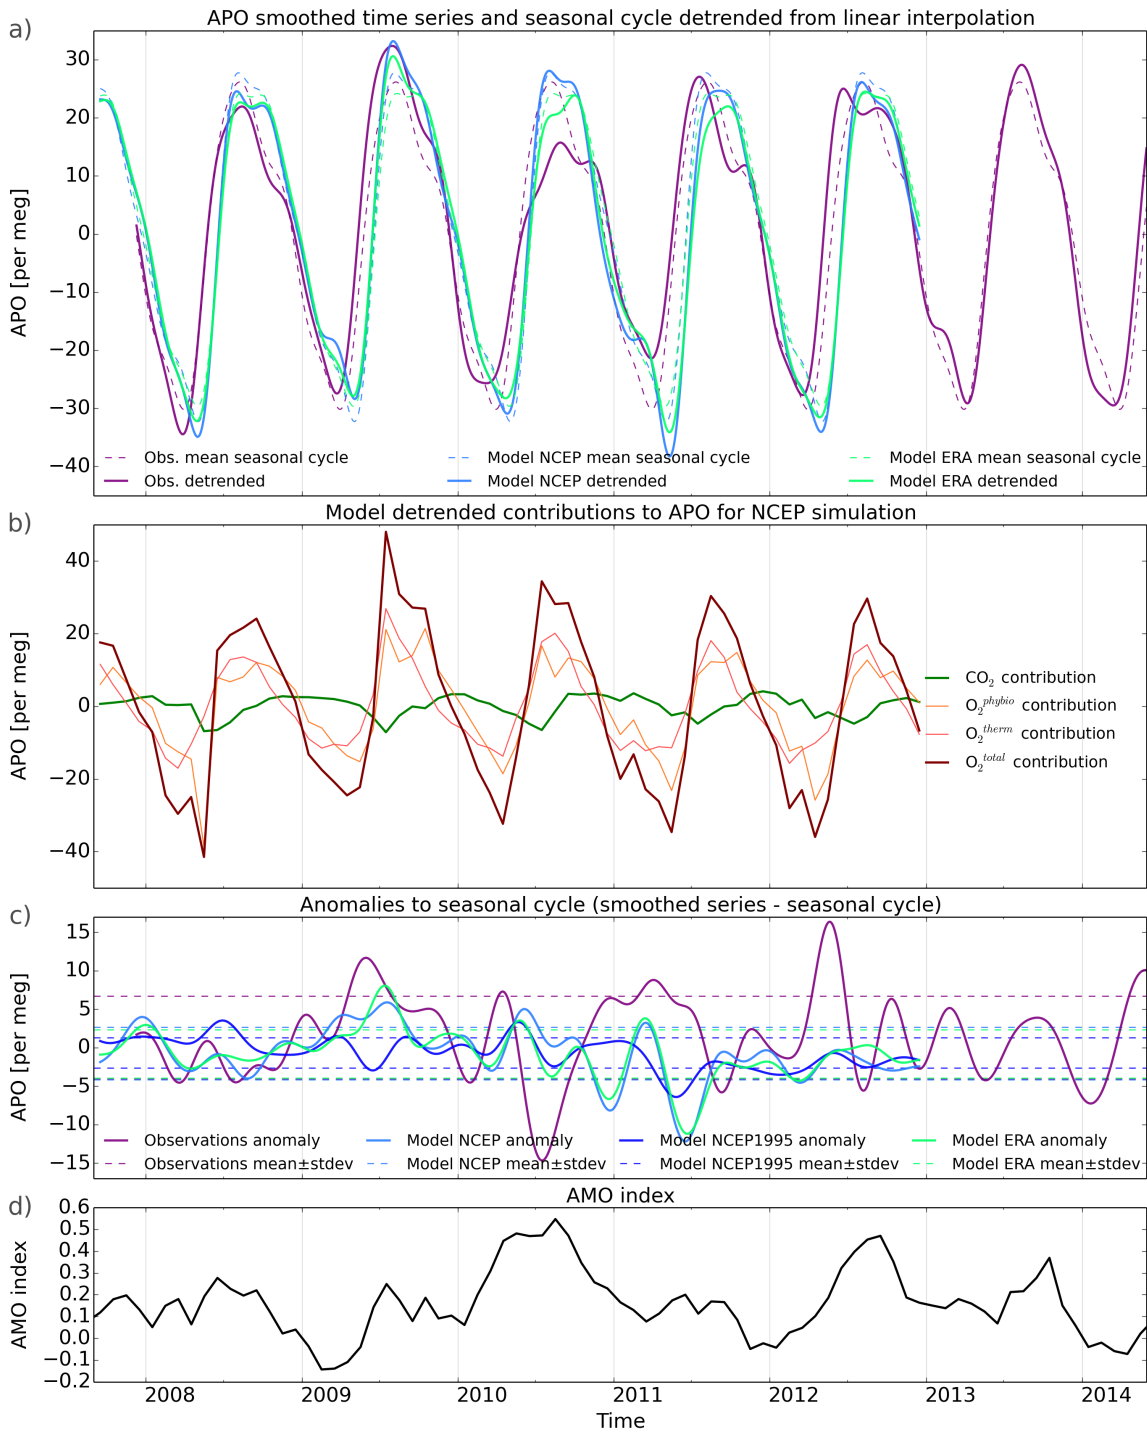 a)
APO smoothed time series and seasonal cycle detrended from linear interpolation
APO [per meg]
30
20
10
0
−10
−20
−30
−40
Obs. mean seasonal cycle
Model NCEP mean seasonal cycle
Model ERA mean seasonal cycle
Obs. detrended
Model NCEP detrended
Model ERA detrended
b)
Model detrended contributions to APO for NCEP simulation
APO [per meg]
40
20
0
−20
−40
CO₂ contribution
O₂^phybio contribution
O₂^therm contribution
O₂^total contribution
c)
Anomalies to seasonal cycle (smoothed series - seasonal cycle)
APO [per meg]
15
10
5
0
−5
−10
−15
Observations anomaly
Model NCEP anomaly
Model NCEP1995 anomaly
Model ERA anomaly
Observations mean±stdev
Model NCEP mean±stdev
Model NCEP1995 mean±stdev
Model ERA mean±stdev
d)
AMO index
AMO index
0.6
0.5
0.4
0.3
0.2
0.1
0.0
−0.1
−0.2
2008 2009 2010 2011 2012 2013 2014
Time